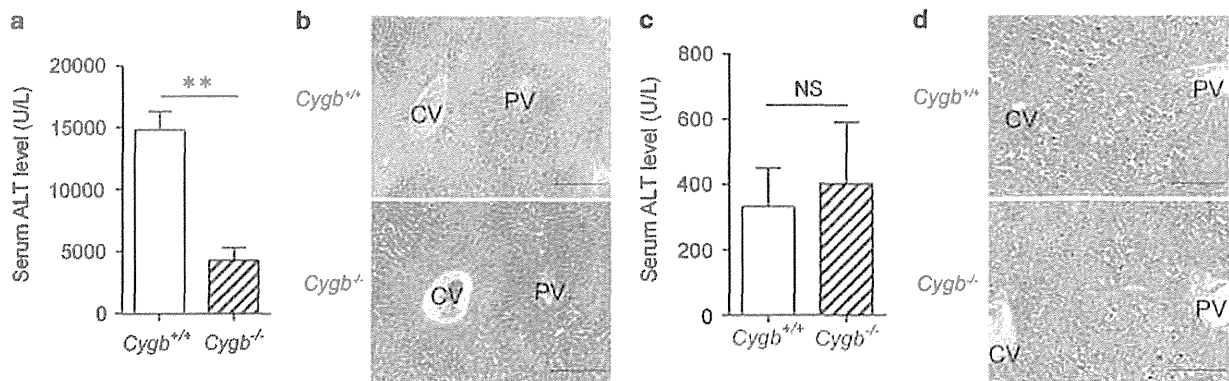 a
Serum ALT level (U/L)
20000
15000
10000
5000
0
**
Cygb+/+ Cygb-/-
b
Cygb+/+
CV PV
Cygb-/-
CV PV
c
Serum ALT level (U/L)
800
600
400
200
0
NS
Cygb+/+ Cygb-/-
d
Cygb+/+
PV
CV
Cygb-/-
PV
CV